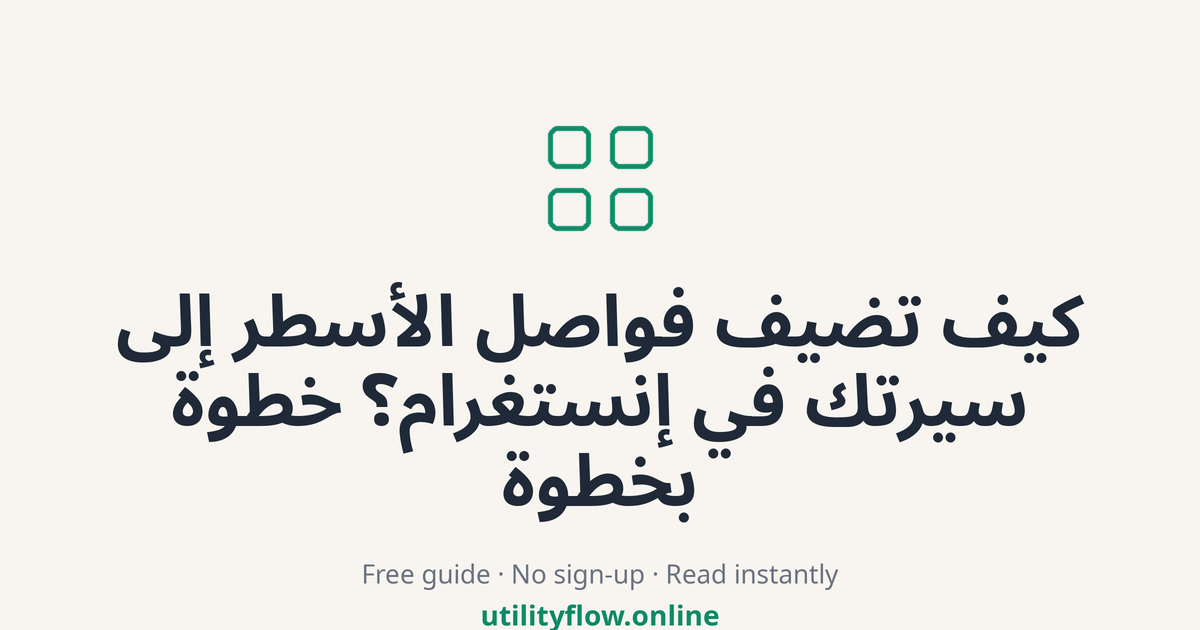 كيف تضيف فواصل الأسطر إلى
سيرتك في إنستغرام؟ خطوة
بخطوة
Free guide · No sign-up · Read instantly
utilityflow.online